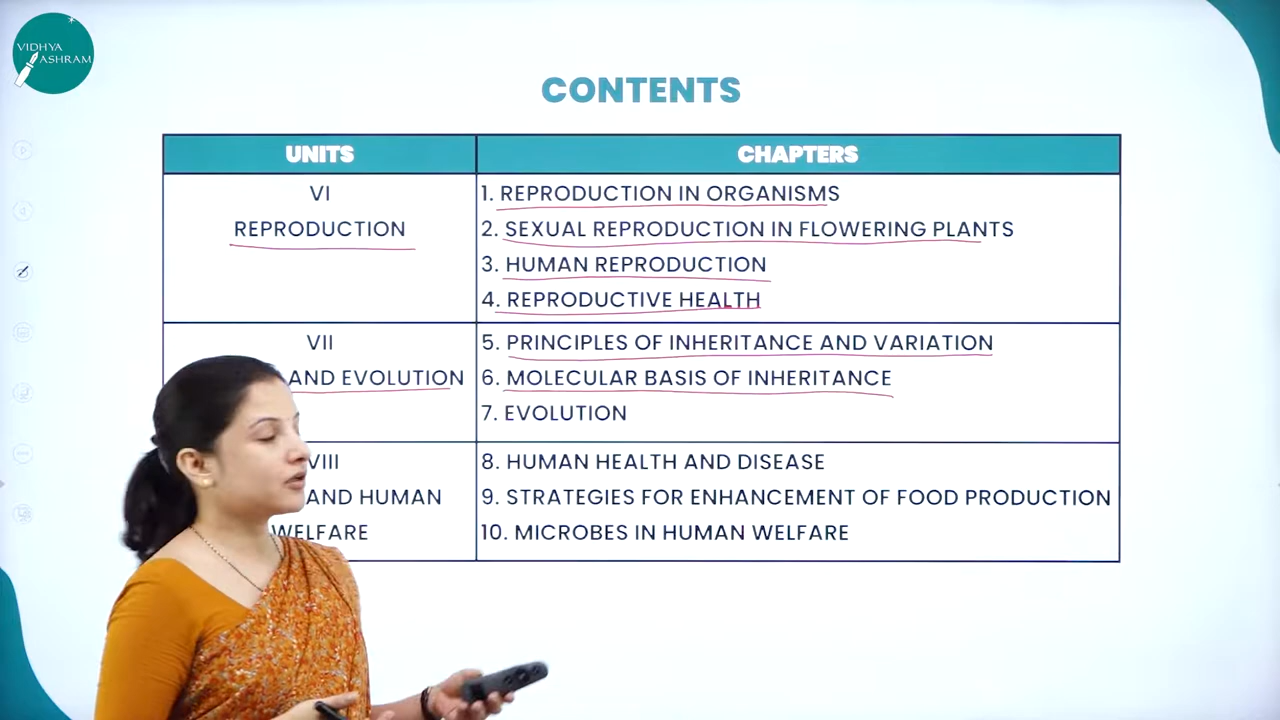 VIDHYA
ASHRAM
CONTENTS
UNITS
CHAPTERS
VI
REPRODUCTION
1. REPRODUCTION IN ORGANISMS
2. SEXUAL REPRODUCTION IN FLOWERING PLANTS
3. HUMAN REPRODUCTION
4. REPRODUCTIVE HEALTH
VII
AND EVOLUTION
5. PRINCIPLES OF INHERITANCE AND VARIATION
6. MOLECULAR BASIS OF INHERITANCE
7. EVOLUTION
VIII
AND HUMAN
WELFARE
8. HUMAN HEALTH AND DISEASE
9. STRATEGIES FOR ENHANCEMENT OF FOOD PRODUCTION
10. MICROBES IN HUMAN WELFARE